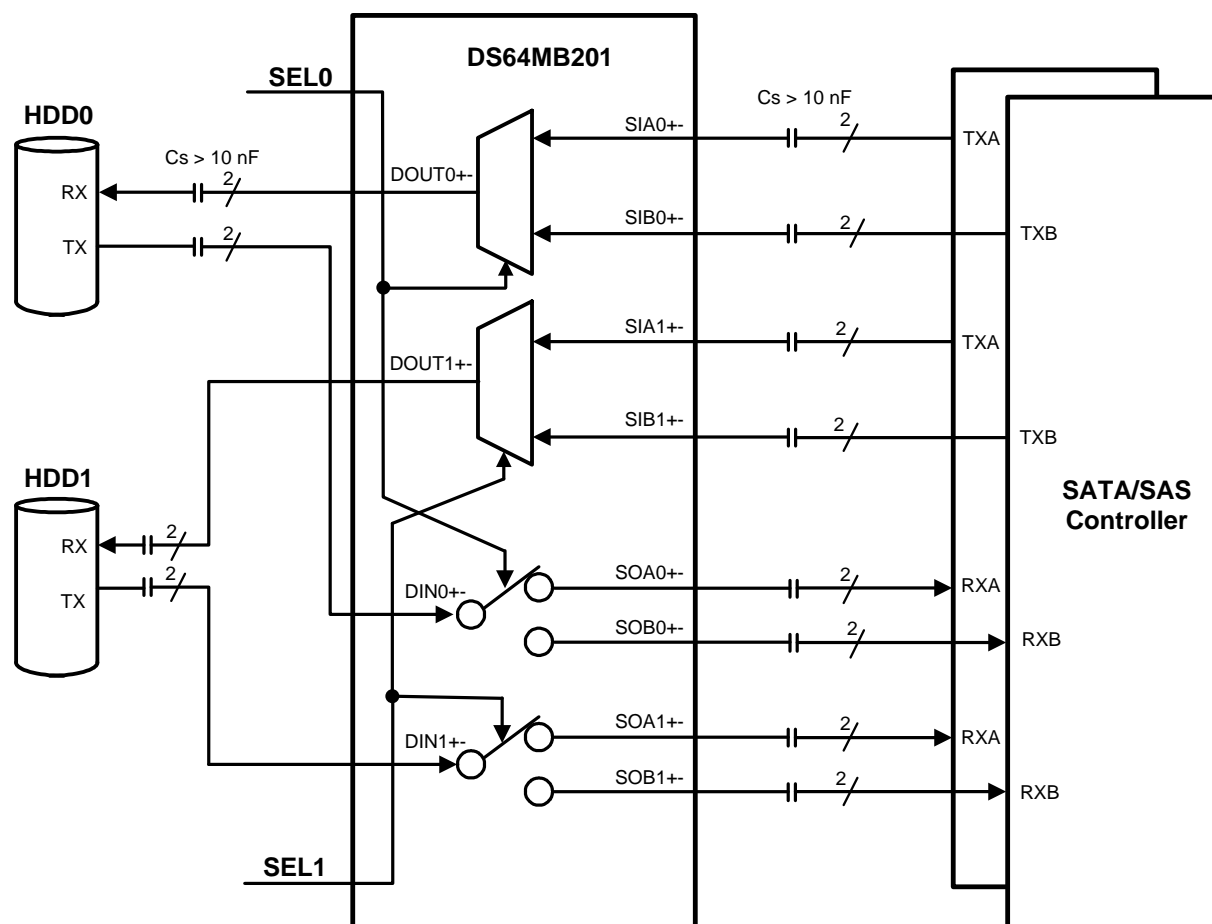 DS64MB201
SEL0
HDD0
Cs > 10 nF
SIA0+-
Cs > 10 nF
2
TXA
RX
2
DOUT0+-
TX
2
SIB0+-
2
TXB
SIA1+-
2
TXA
DOUT1+-
SIB1+-
2
TXB
HDD1
SATA/SAS
Controller
RX
2
TX
2
DIN0+-
SOA0+-
2
RXA
SOB0+-
2
RXB
DIN1+-
SOA1+-
2
RXA
SOB1+-
2
RXB
SEL1